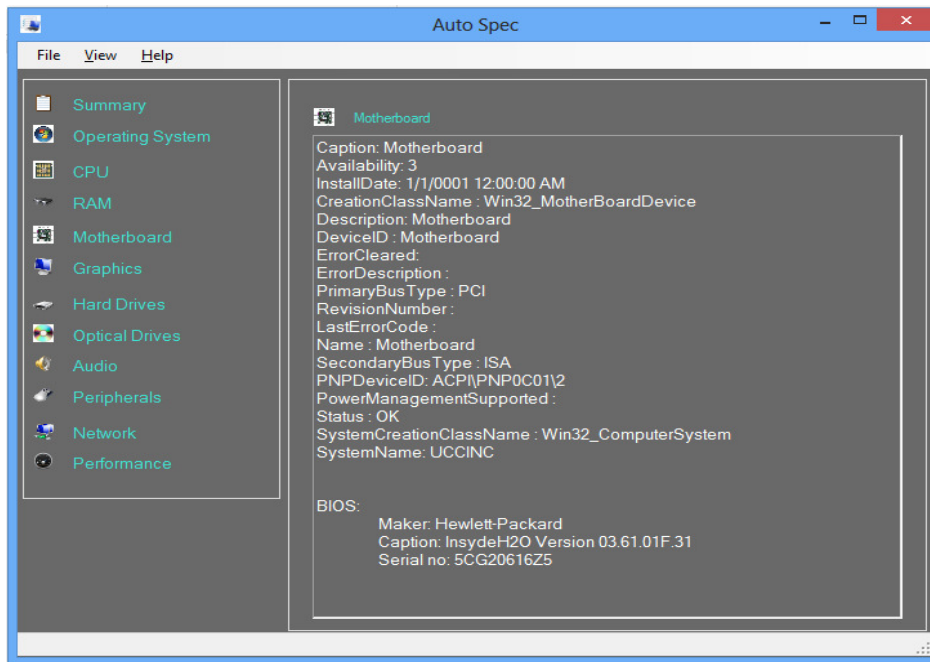 Auto Spec
File View Help
Summary
Operating System
CPU
RAM
Motherboard
Graphics
Hard Drives
Optical Drives
Audio
Peripherals
Network
Performance
Motherboard
Caption: Motherboard
Availability: 3
InstallDate: 1/1/0001 12:00:00 AM
CreationClassName : Win32_MotherBoardDevice
Description: Motherboard
DeviceID : Motherboard
ErrorCleared:
ErrorDescription :
PrimaryBusType : PCI
RevisionNumber :
LastErrorCode :
Name : Motherboard
SecondaryBusType : ISA
PNPDeviceID: ACPI\PNP0C01\2
PowerManagementSupported :
Status : OK
SystemCreationClassName : Win32_ComputerSystem
SystemName: UCCINC
BIOS:
Maker: Hewlett-Packard
Caption: InsydeH2O Version 03.61.01F.31
Serial no: 5CG20616Z5